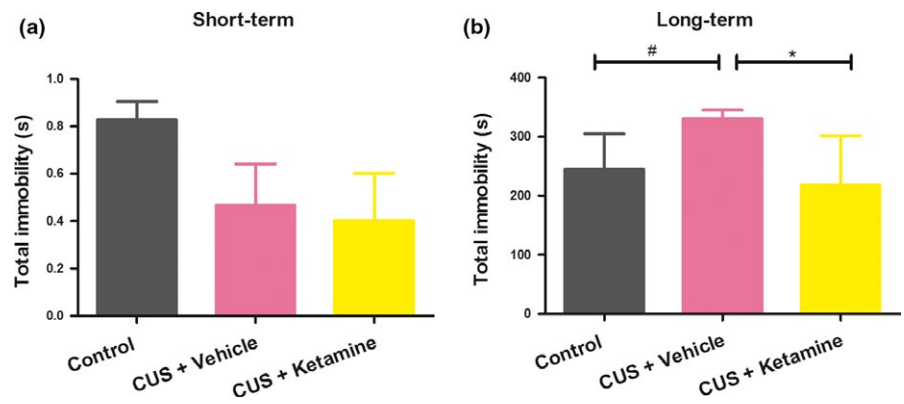 (a)
Short-term
Total immobility (s)
1.0
0.8
0.6
0.4
0.2
0.0
Control
CUS + Vehicle
CUS + Ketamine
(b)
Long-term
#
*
Total immobility (s)
400
300
200
100
0
Control
CUS + Vehicle
CUS + Ketamine